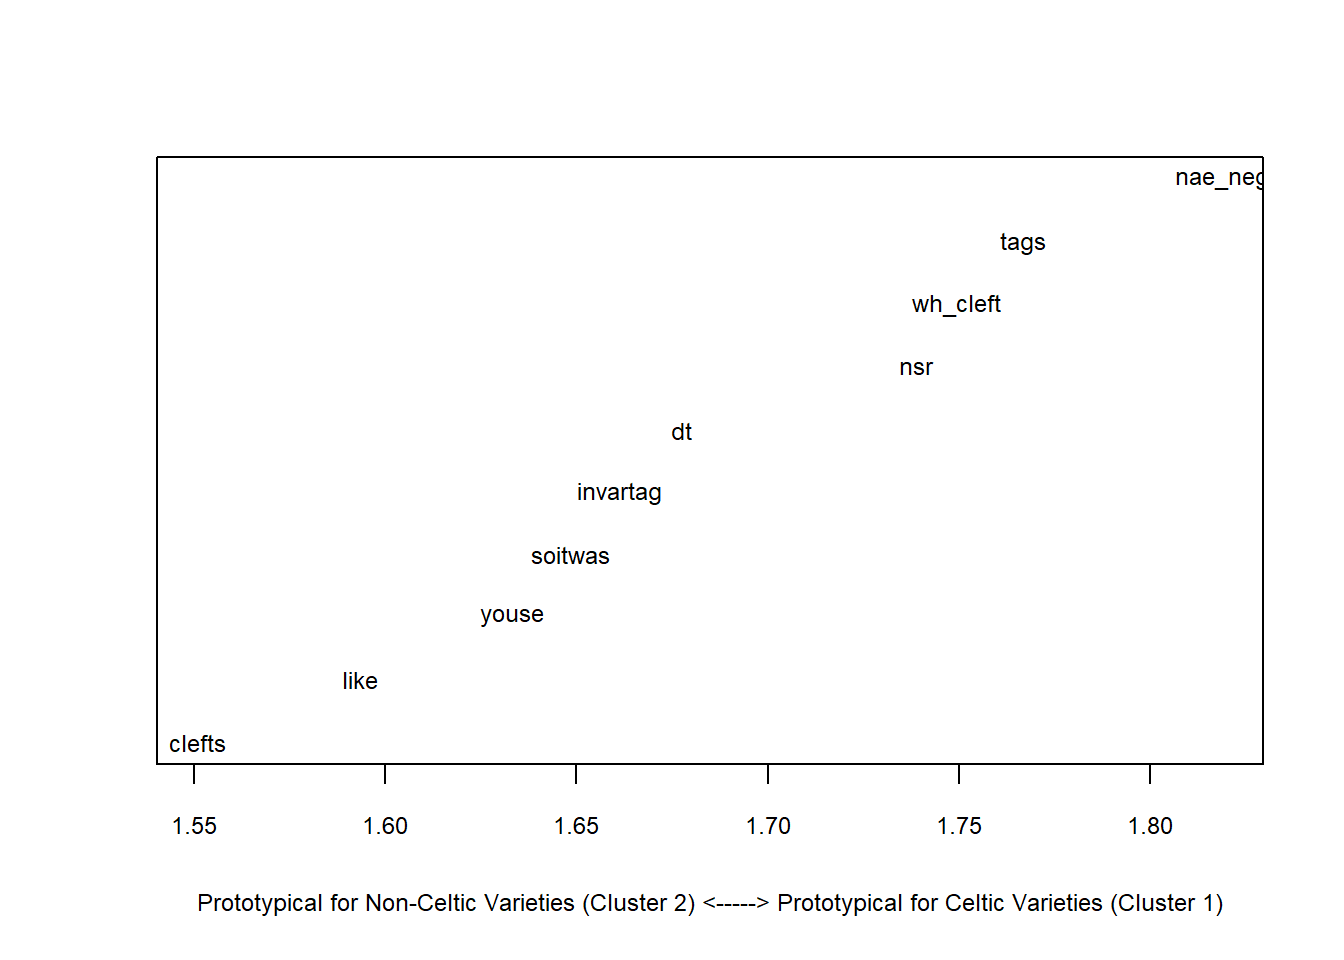 nae_neg
tags
wh_cleft
nsr
dt
invartag
soitwas
youse
like
clefts
1.55 1.60 1.65 1.70 1.75 1.80
Prototypical for Non-Celtic Varieties (Cluster 2) <-----> Prototypical for Celtic Varieties (Cluster 1)